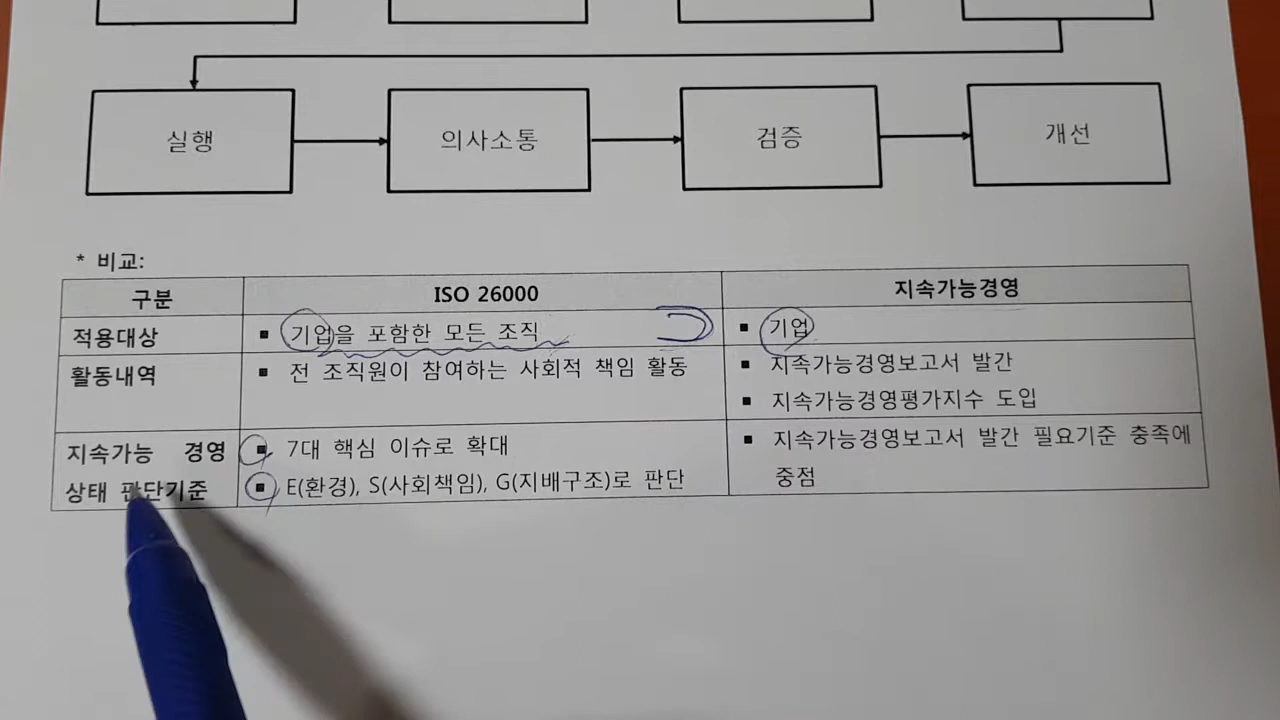 실행 의사소통 검증 개선
* 비교:
구분 ISO 26000 지속가능경영
적용대상 ▪ 기업을 포함한 모든 조직 ▪ 기업
활동내역 ▪ 전 조직원이 참여하는 사회적 책임 활동 ▪ 지속가능경영보고서 발간
▪ 지속가능경영평가지수 도입
지속가능 경영 ▪ 7대 핵심 이슈로 확대 ▪ 지속가능경영보고서 발간 필요기준 충족에
상태 판단기준 ▪ E(환경), S(사회책임), G(지배구조)로 판단 중점